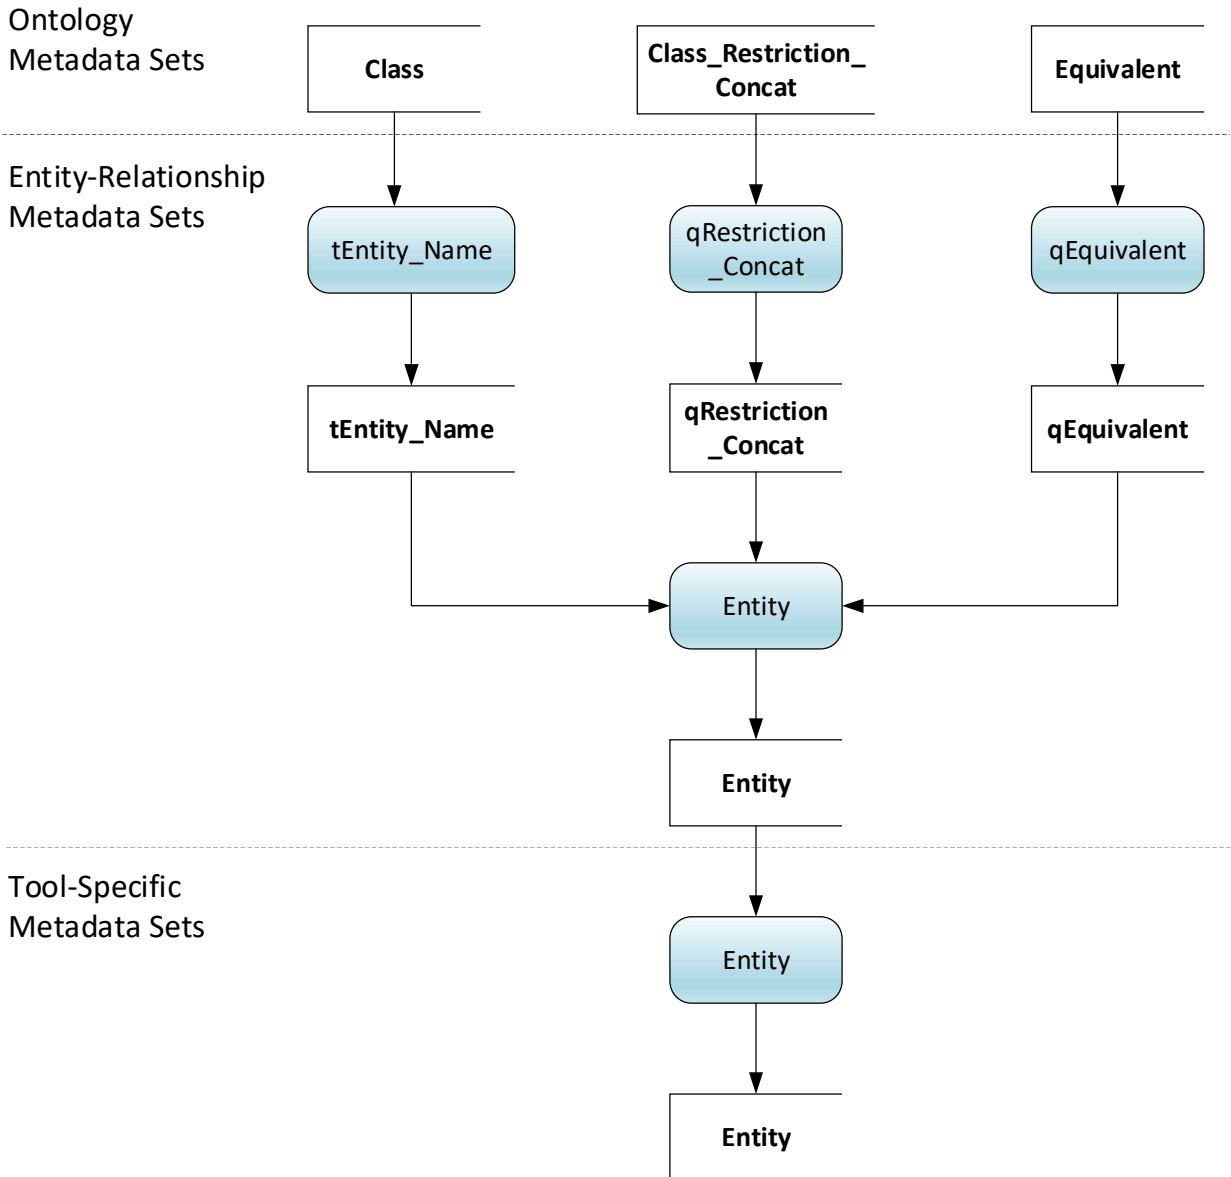 Ontology
Metadata Sets
Class
Class_Restriction_
Concat
Equivalent
Entity-Relationship
Metadata Sets
tEntity_Name
qRestriction
_Concat
qEquivalent
tEntity_Name
qRestriction
_Concat
qEquivalent
Entity
Entity
Tool-Specific
Metadata Sets
Entity
Entity